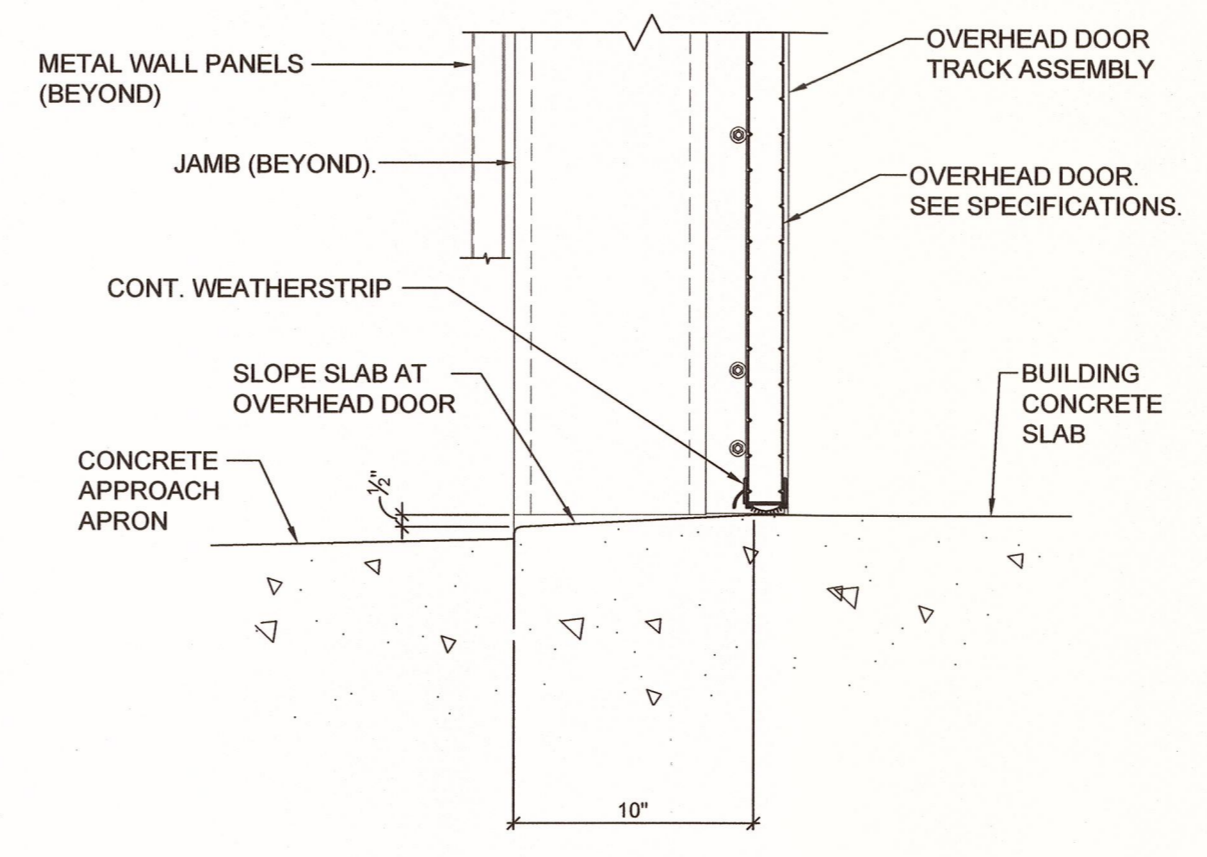 METAL WALL PANELS
(BEYOND)
JAMB (BEYOND).
CONT. WEATHERSTRIP
SLOPE SLAB AT
OVERHEAD DOOR
CONCRETE
APPROACH
APRON
½"
OVERHEAD DOOR
TRACK ASSEMBLY
OVERHEAD DOOR.
SEE SPECIFICATIONS.
BUILDING
CONCRETE
SLAB
10"